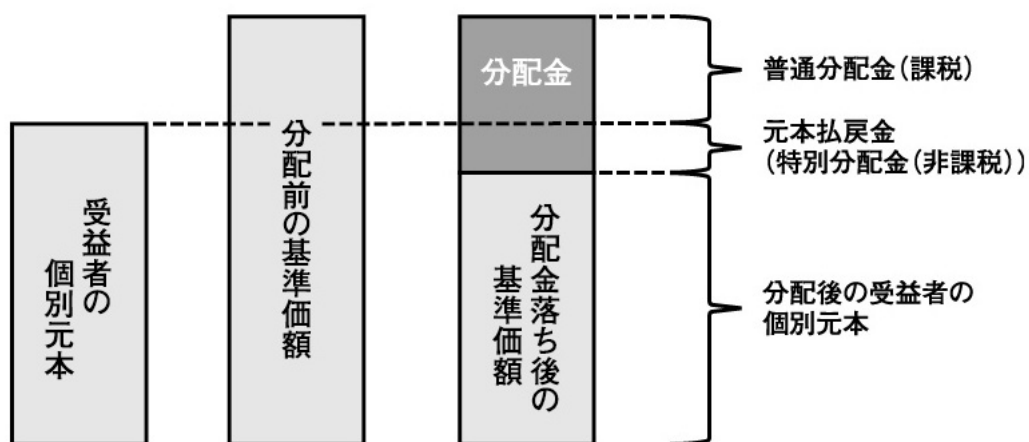 受益者の
個別元本
分配前の基準価額
分配金
分配金落ち後の
基準価額
普通分配金(課税)
元本払戻金
(特別分配金(非課税))
分配後の受益者の
個別元本